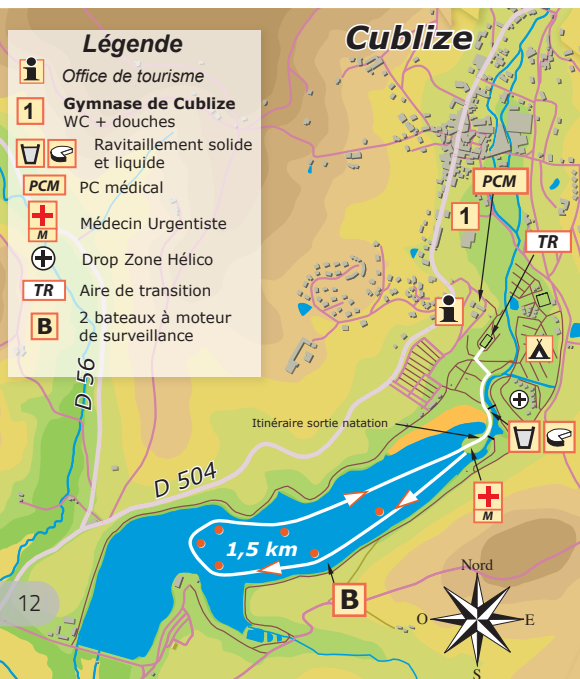 Légende
Office de tourisme
1
Gymnase de Cublize
WC + douches
Ravitaillement solide
et liquide
PCM
PC médical
M
Médecin Urgentiste
Drop Zone Hélico
TR
Aire de transition
B
2 bateaux à moteur
de surveillance
Cublize
PCM
1
TR
D 56
Itinéraire sortie natation
D 504
M
1,5 km
B
12
Nord
O
E
S